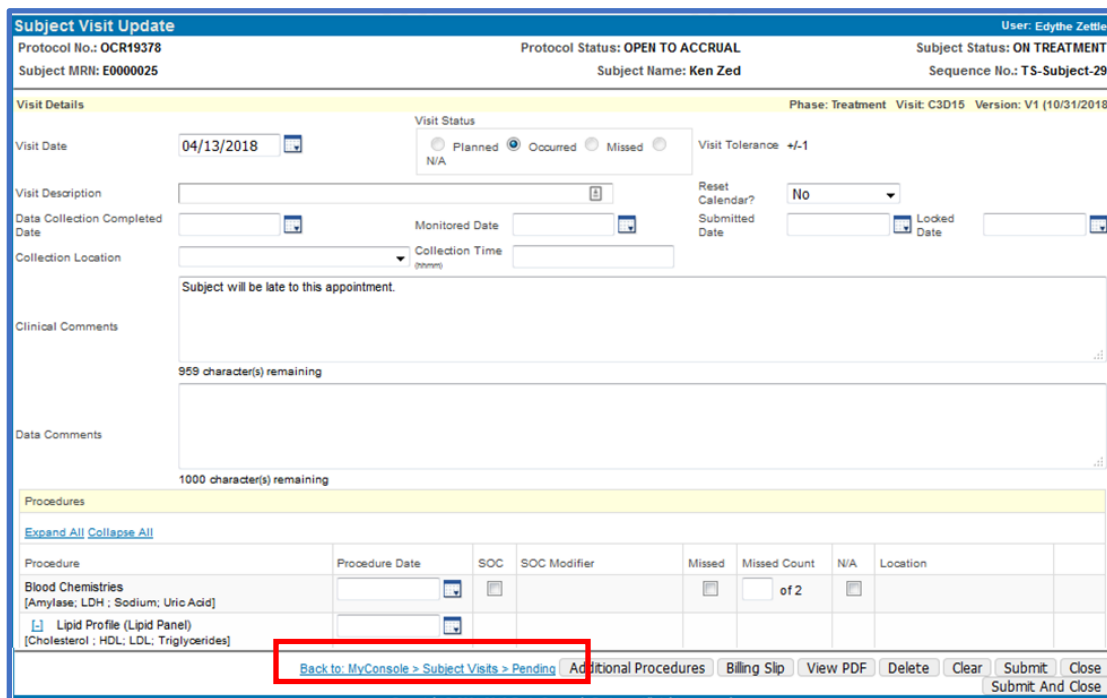 Subject Visit Update User: Edythe Zettle
Protocol No.: OCR19378 Protocol Status: OPEN TO ACCRUAL Subject Status: ON TREATMENT
Subject MRN: E0000025 Subject Name: Ken Zed Sequence No.: TS-Subject-29
Visit Details Phase: Treatment Visit: C3D15 Version: V1 (10/31/2018
Visit Status
Visit Date 04/13/2018 Planned Occurred Missed Visit Tolerance +/-1
N/A
Visit Description Reset Calendar? No
Data Collection Completed Date Monitored Date Submitted Date Locked Date
Collection Location Collection Time (hhmm)
Subject will be late to this appointment.
Clinical Comments
959 character(s) remaining
Data Comments
1000 character(s) remaining
Procedures
Expand All Collapse All
Procedure Procedure Date SOC SOC Modifier Missed Missed Count N/A Location
Blood Chemistries of 2
[Amylase; LDH ; Sodium; Uric Acid]
[-] Lipid Profile (Lipid Panel)
[Cholesterol ; HDL; LDL; Triglycerides]
Back to: MyConsole > Subject Visits > Pending Additional Procedures Billing Slip View PDF Delete Clear Submit Close
Submit And Close